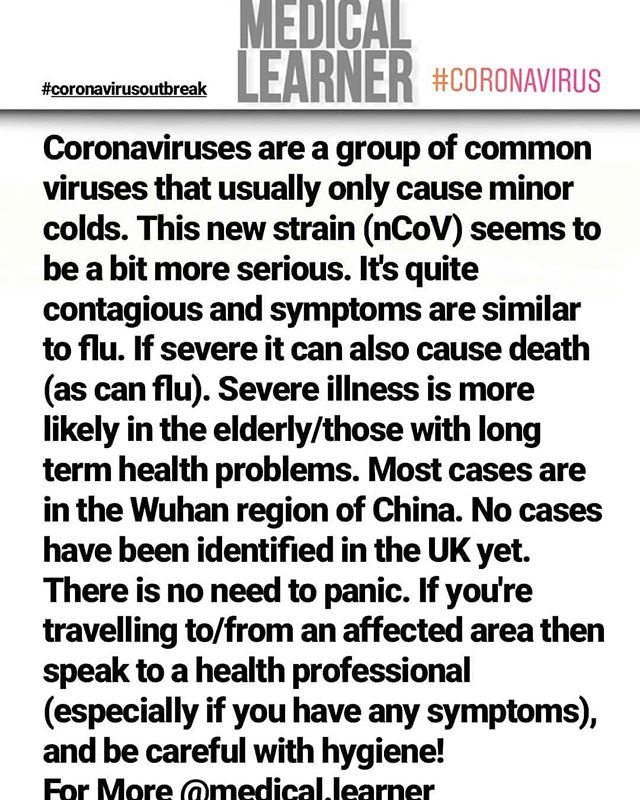 MEDICAL
LEARNER
#coronavirusoutbreak
#CORONAVIRUS
Coronaviruses are a group of common
viruses that usually only cause minor
colds. This new strain (nCoV) seems to
be a bit more serious. It's quite
contagious and symptoms are similar
to flu. If severe it can also cause death
(as can flu). Severe illness is more
likely in the elderly/those with long
term health problems. Most cases are
in the Wuhan region of China. No cases
have been identified in the UK yet.
There is no need to panic. If you're
travelling to/from an affected area then
speak to a health professional
(especially if you have any symptoms),
and be careful with hygiene!
For More @medical.learner